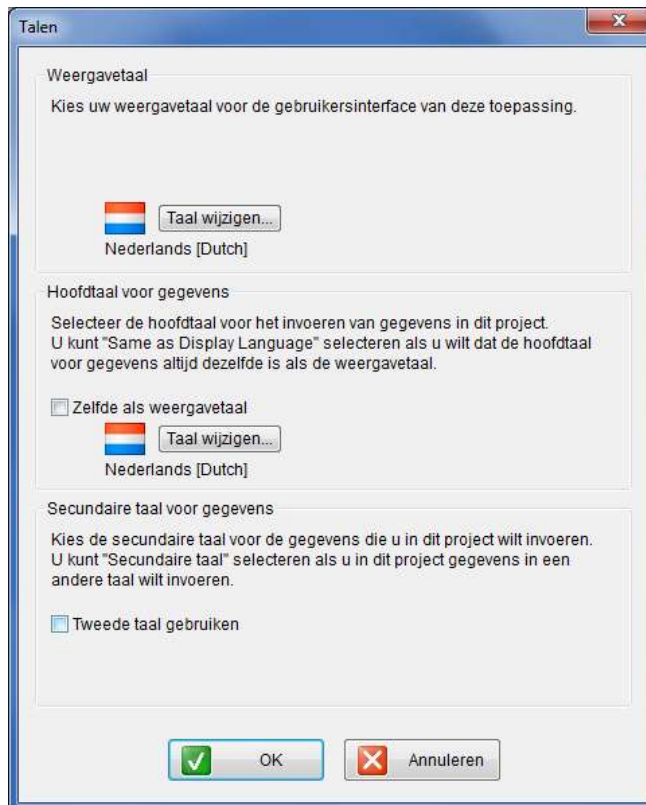 Talen
Weergavetaal
Kies uw weergavetaal voor de gebruikersinterface van deze toepassing.
Taal wijzigen...
Nederlands [Dutch]
Hoofdtaal voor gegevens
Selecteer de hoofdtaal voor het invoeren van gegevens in dit project.
U kunt "Same as Display Language" selecteren als u wilt dat de hoofdtaal
voor gegevens altijd dezelfde is als de weergavetaal.
Zelfde als weergavetaal
Taal wijzigen...
Nederlands [Dutch]
Secundaire taal voor gegevens
Kies de secundaire taal voor de gegevens die u in dit project wilt invoeren.
U kunt "Secundaire taal" selecteren als u in dit project gegevens in een
andere taal wilt invoeren.
Tweede taal gebruiken
OK Annuleren